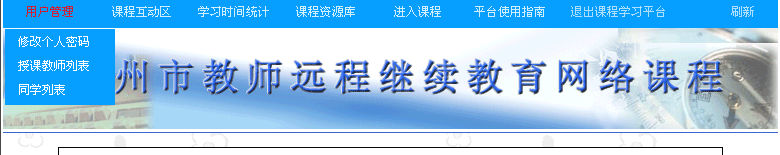 用户管理 课程互动区 学习时间统计 课程资源库 进入课程 平台使用指南 退出课程学习平台 刷新
修改个人密码
授课教师列表
同学列表
州市教师远程继续教育网络课程